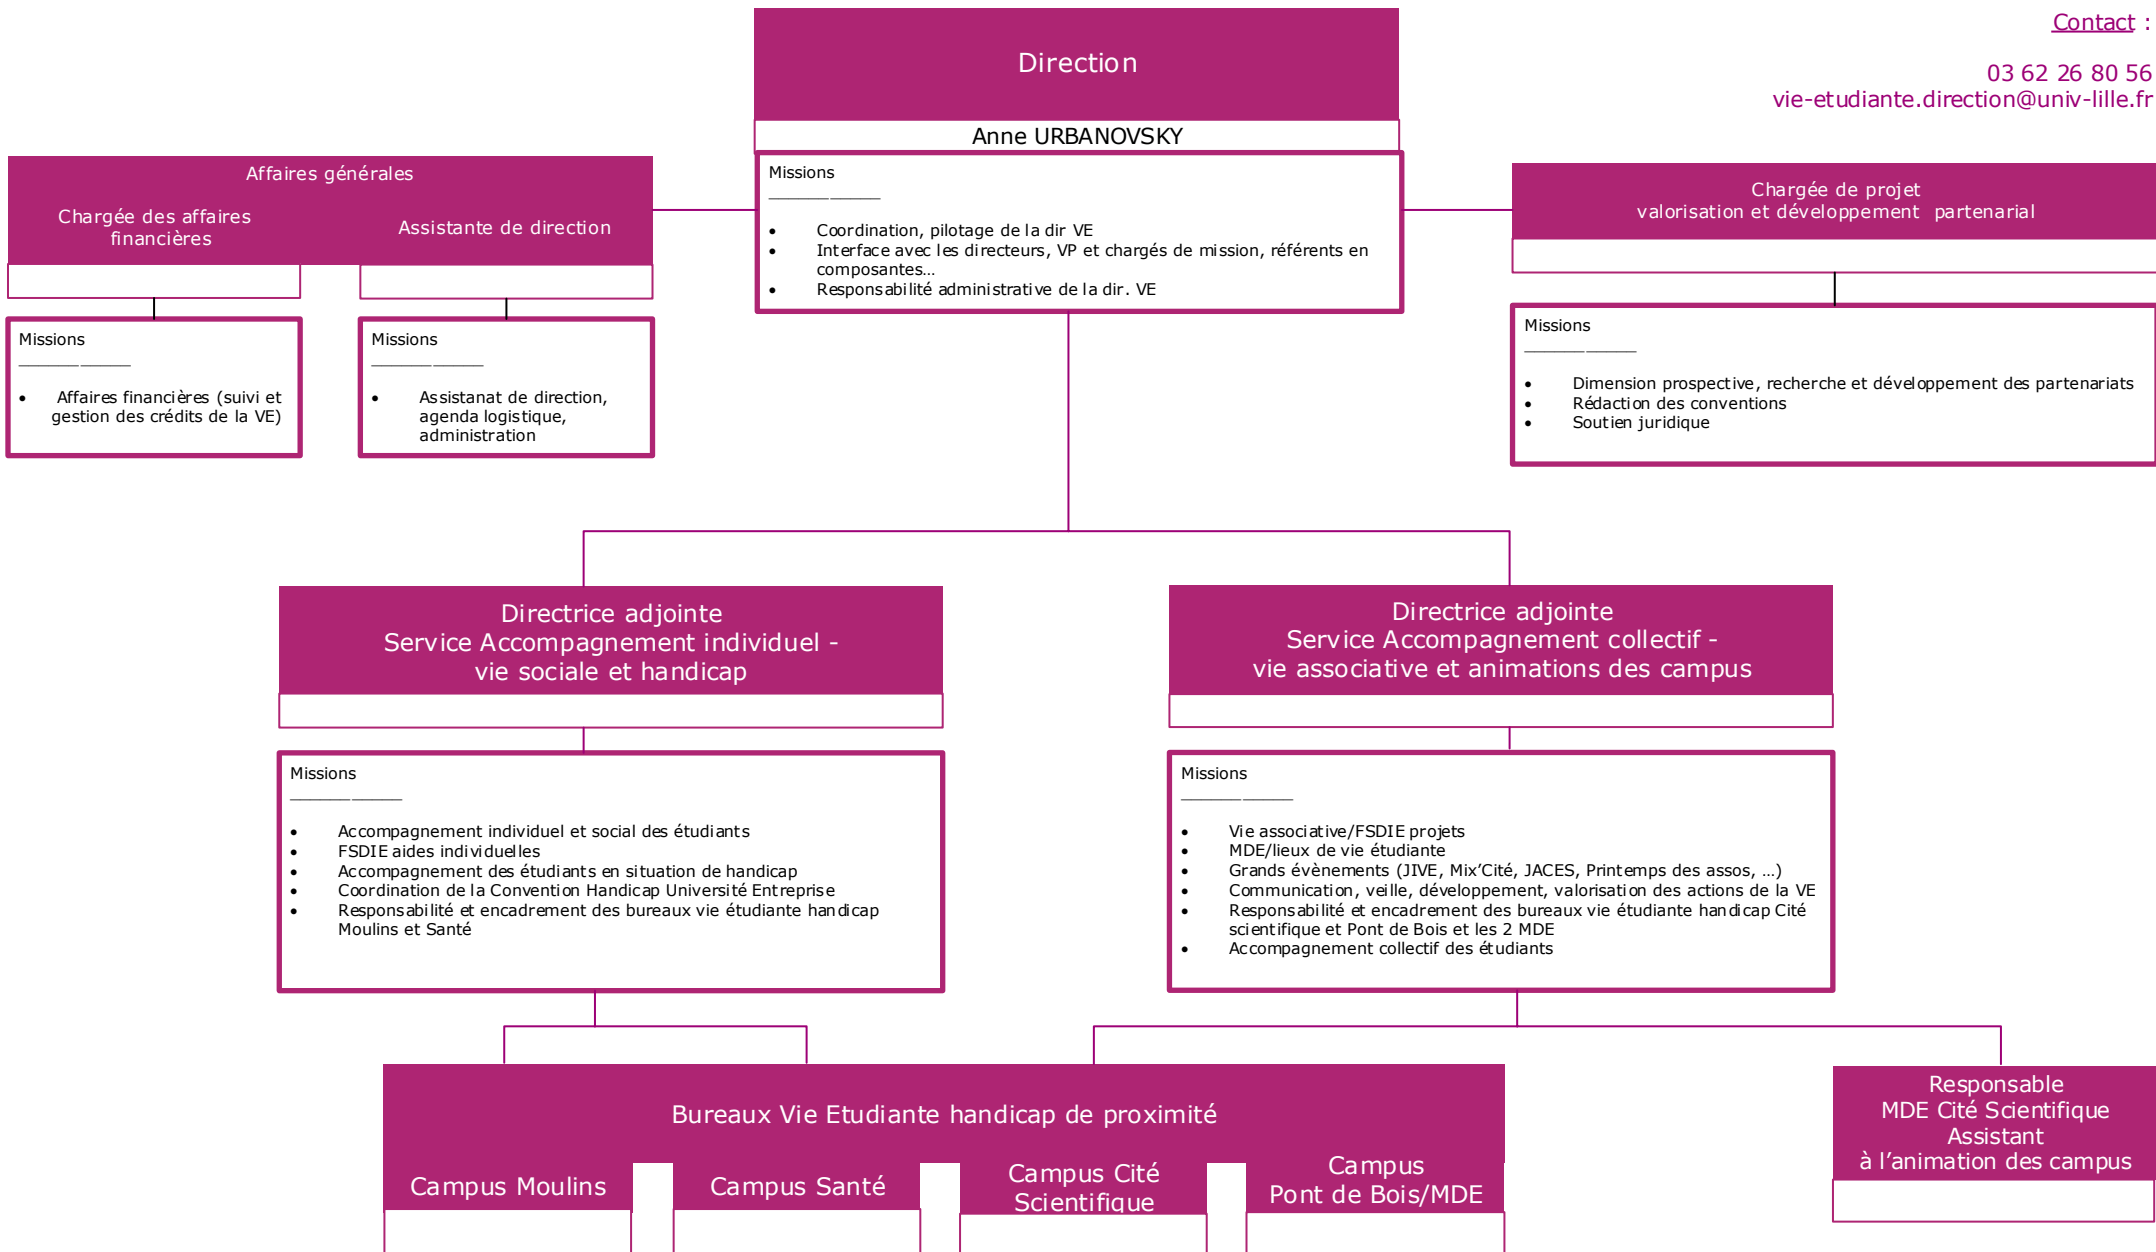 Contact :
03 62 26 80 56
vie-etudiante.direction@univ-lille.fr
Direction
Anne URBANOVSKY
Missions
• Coordination, pilotage de la dir VE
• Interface avec les directeurs, VP et chargés de mission, référents en
composantes...
• Responsabilité administrative de la dir. VE
Affaires générales
Chargée des affaires
financières
Assistante de direction
Missions
• Affaires financières (suivi et
gestion des crédits de la VE)
Missions
• Assistanat de direction,
agenda logistique,
administration
Chargée de projet
valorisation et développement partenarial
Missions
• Dimension prospective, recherche et développement des partenariats
• Rédaction des conventions
• Soutien juridique
Directrice adjointe
Service Accompagnement individuel -
vie sociale et handicap
Missions
• Accompagnement individuel et social des étudiants
• FSDIE aides individuelles
• Accompagnement des étudiants en situation de handicap
• Coordination de la Convention Handicap Université Entreprise
• Responsabilité et encadrement des bureaux vie étudiante handicap
Moulins et Santé
Directrice adjointe
Service Accompagnement collectif -
vie associative et animations des campus
Missions
• Vie associative/FSDIE projets
• MDE/lieux de vie étudiante
• Grands évènements (JIVE, Mix'Cité, JACES, Printemps des assos, ...)
• Communication, veille, développement, valorisation des actions de la VE
• Responsabilité et encadrement des bureaux vie étudiante handicap Cité
scientifique et Pont de Bois et les 2 MDE
• Accompagnement collectif des étudiants
Bureaux Vie Etudiante handicap de proximité
Campus Moulins
Campus Santé
Campus Cité
Scientifique
Campus
Pont de Bois/MDE
Responsable
MDE Cité Scientifique
Assistant
à l'animation des campus